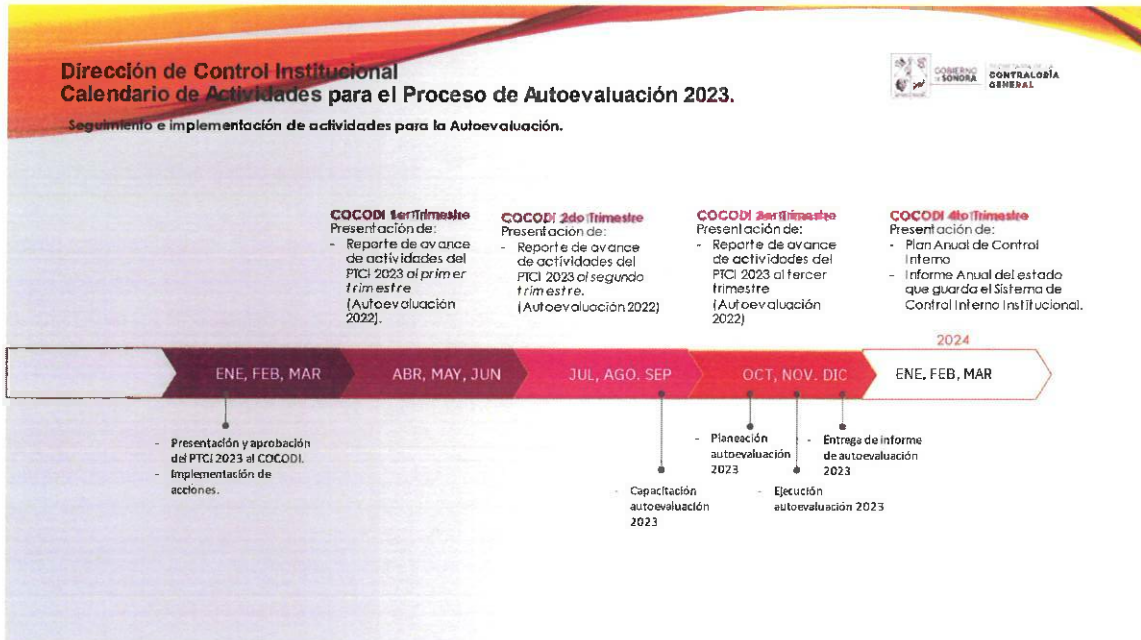 Dirección de Control Institucional
Calendario de Actividades para el Proceso de Autoevaluación 2023.
Seguimiento e implementación de actividades para la Autoevaluación.
GOBIERNO
DE SONORA
SECRETARÍA DE LA
CONTRALORÍA
GENERAL
COCODI 1er Trimestre
Presentación de:
- Reporte de avance
de actividades del
PTCI 2023 al primer
trimestre
(Autoevaluación
2022).
COCODI 2do Trimestre
Presentación de:
- Reporte de avance
de actividades del
PTCI 2023 al segundo
trimestre.
(Autoevaluación 2022)
COCODI 3er Trimestre
Presentación de:
- Reporte de avance
de actividades del
PTCI 2023 al tercer
trimestre
(Autoevaluación
2022)
COCODI 4to Trimestre
Presentación de:
- Plan Anual de Control
Interno
- Informe Anual del estado
que guarda el Sistema de
Control Interno Institucional.
2024
ENE, FEB, MAR
ABR, MAY, JUN
JUL, AGO. SEP
OCT, NOV. DIC
ENE, FEB, MAR
- Presentación y aprobación
del PTCI 2023 al COCODI.
- Implementación de
acciones.
- Capacitación
autoevaluación
2023
- Planeación
autoevaluación
2023
- Ejecución
autoevaluación 2023
- Entrega de informe
de autoevaluación
2023